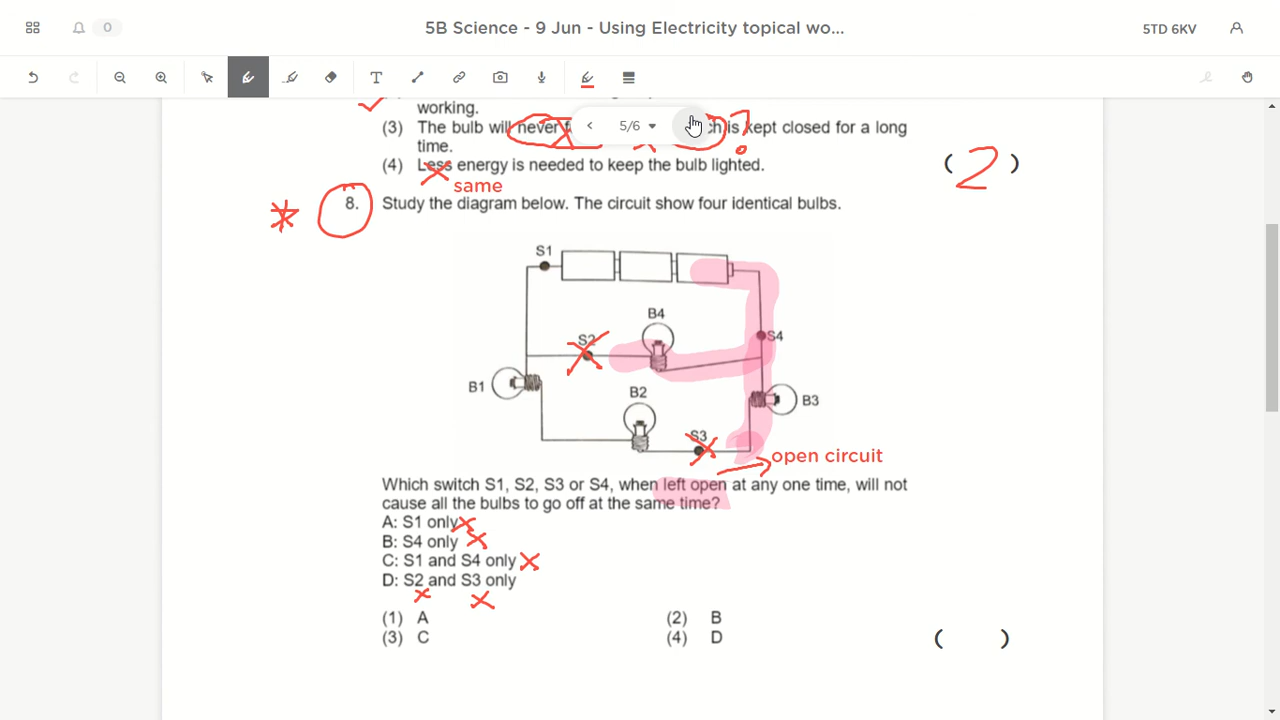 0
5B Science - 9 Jun - Using Electricity topical wo...
5TD 6KV
T
5/6
working.
(3) The bulb will never is kept closed for a long ?
time.
(4) Less energy is needed to keep the bulb lighted.
( 2 )
same
* 8. Study the diagram below. The circuit show four identical bulbs.
S1
B4
S2
S4
B1
B2
B3
S3
open circuit
Which switch S1, S2, S3 or S4, when left open at any one time, will not
cause all the bulbs to go off at the same time?
A: S1 only
B: S4 only
C: S1 and S4 only
D: S2 and S3 only
(1) A
(2) B
(3) C
(4) D
( )